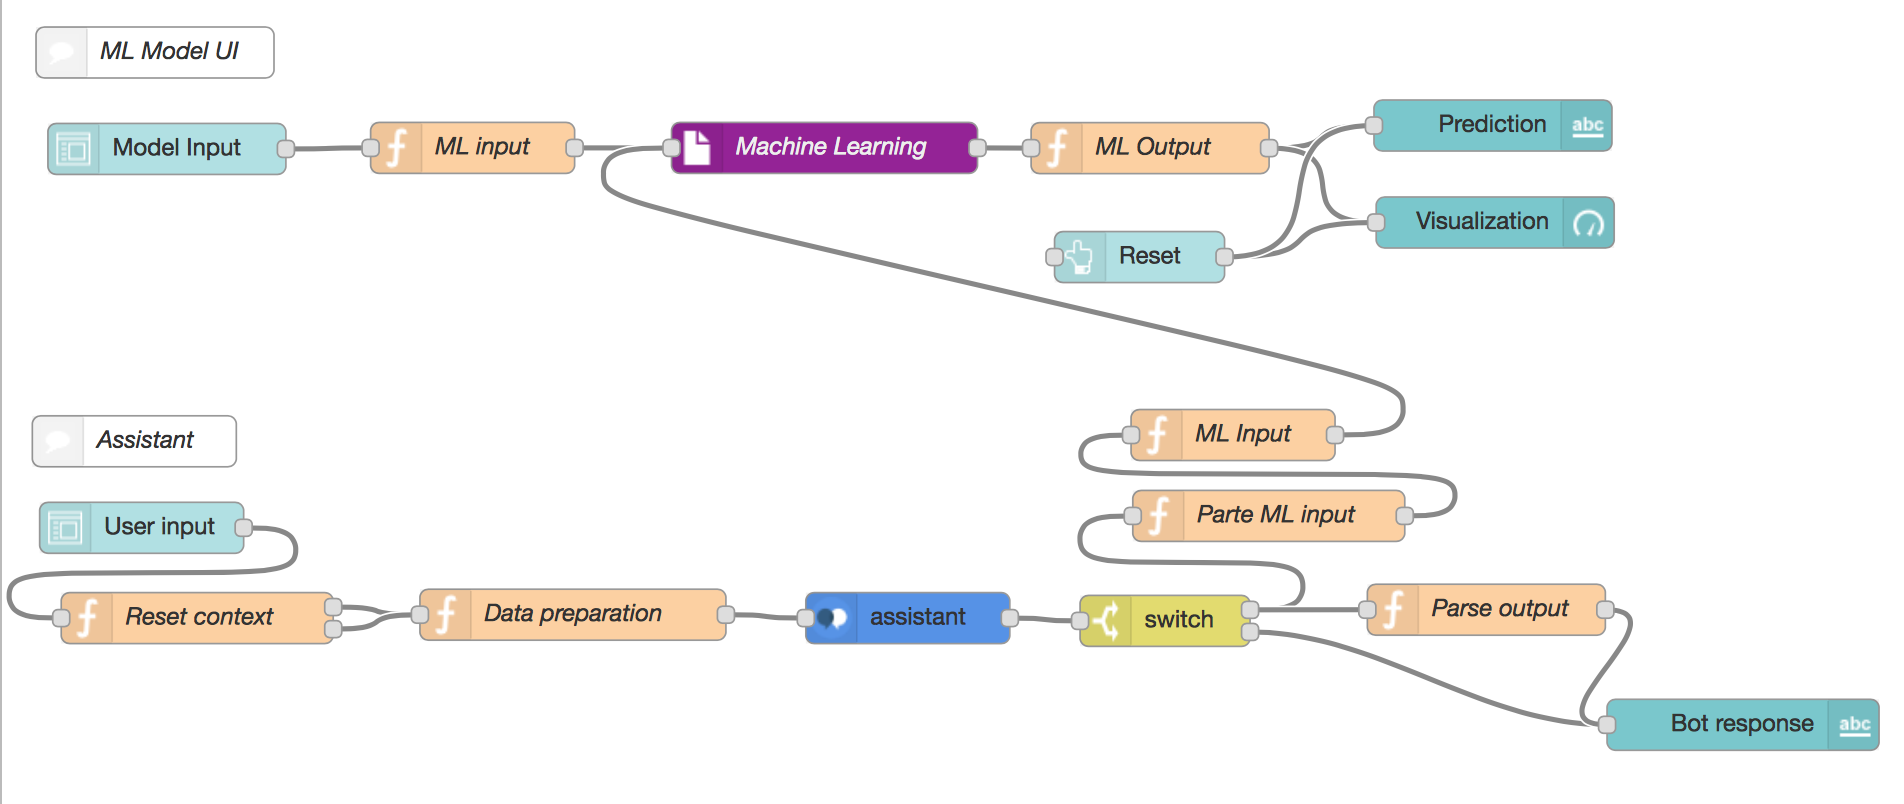 ML Model UI
Model Input
ML input
Machine Learning
ML Output
Prediction
abc
Visualization
Reset
Assistant
ML Input
User input
Parte ML input
Reset context
Data preparation
assistant
switch
Parse output
Bot response
abc